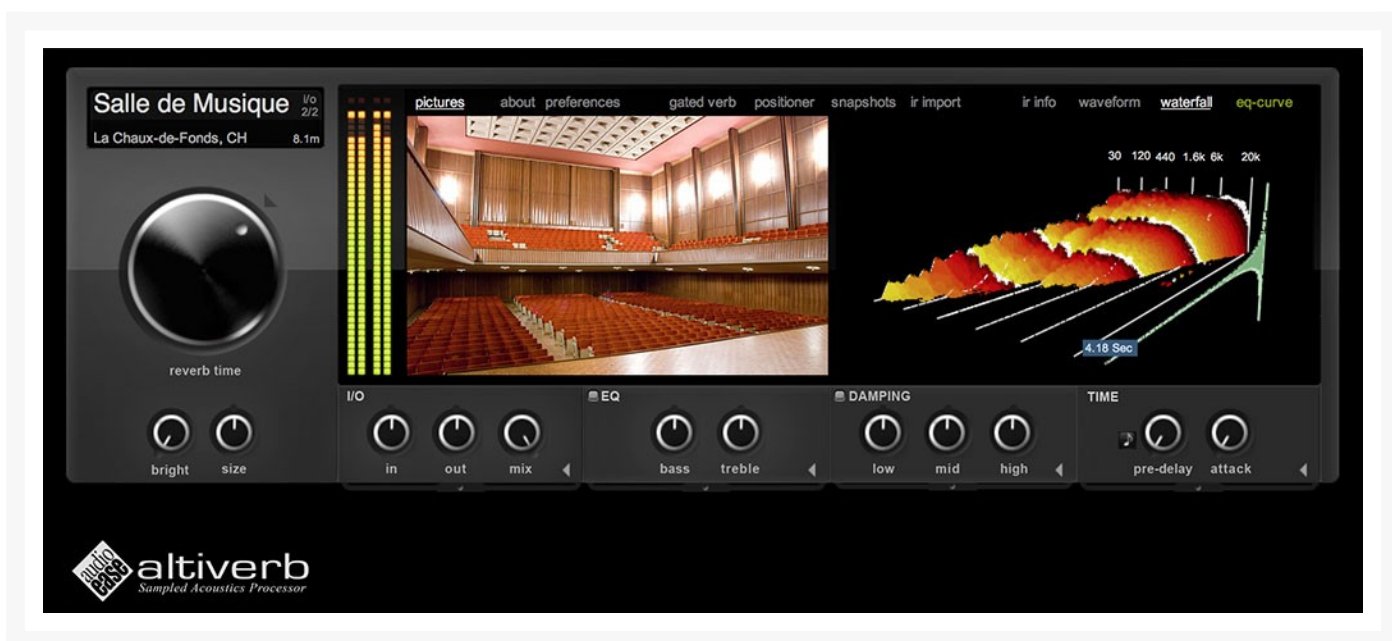 Salle de Musique I/o 2/2
La Chaux-de-Fonds, CH 8.1m
pictures about preferences gated verb positioner snapshots ir import ir info waveform waterfall eq-curve
30 120 440 1.6k 6k 20k
4.18 Sec
reverb time
bright size
I/O
in out mix
EQ
bass treble
DAMPING
low mid high
TIME
pre-delay attack
audio ease
altiverb
Sampled Acoustics Processor